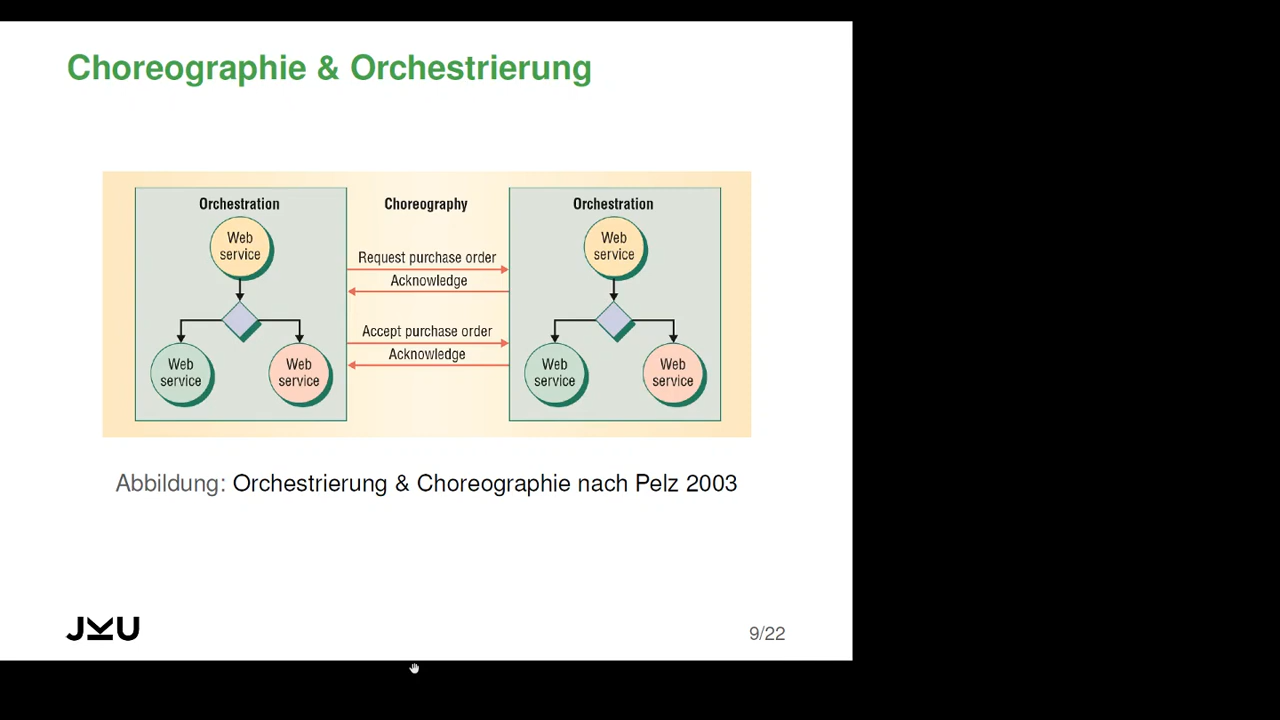 Choreographie & Orchestrierung
Orchestration
Choreography
Orchestration
Web
service
Web
service
Web
service
Request purchase order
Acknowledge
Accept purchase order
Acknowledge
Web
service
Web
service
Web
service
Abbildung: Orchestrierung & Choreographie nach Pelz 2003
JKU
9/22